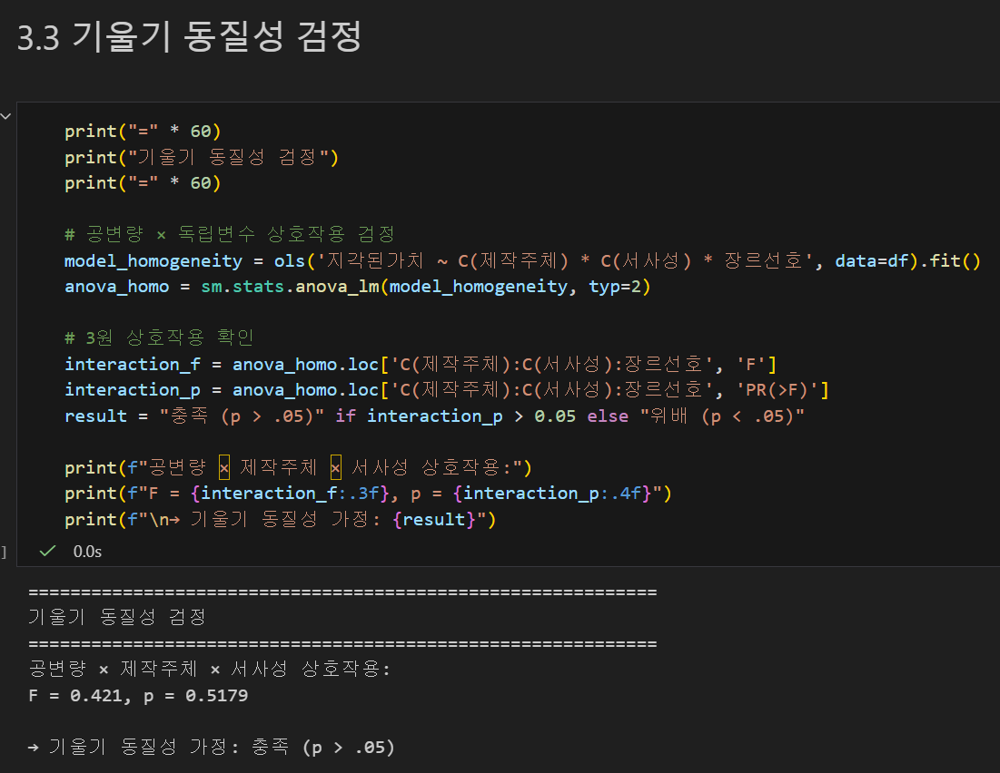 3.3 기울기 동질성 검정
print("=" * 60)
print("기울기 동질성 검정")
print("=" * 60)
# 공변량 × 독립변수 상호작용 검정
model_homogeneity = ols('지각된가치 ~ C(제작주체) * C(서사성) * 장르선호', data=df).fit()
anova_homo = sm.stats.anova_lm(model_homogeneity, typ=2)
# 3원 상호작용 확인
interaction_f = anova_homo.loc['C(제작주체):C(서사성):장르선호', 'F']
interaction_p = anova_homo.loc['C(제작주체):C(서사성):장르선호', 'PR(>F)']
result = "충족 (p > .05)" if interaction_p > 0.05 else "위배 (p < .05)"
print(f"공변량 × 제작주체 × 서사성 상호작용:")
print(f"F = {interaction_f:.3f}, p = {interaction_p:.4f}")
print(f"\n→ 기울기 동질성 가정: {result}")
] ✓ 0.0s
============================================================
기울기 동질성 검정
============================================================
공변량 × 제작주체 × 서사성 상호작용:
F = 0.421, p = 0.5179
→ 기울기 동질성 가정: 충족 (p > .05)